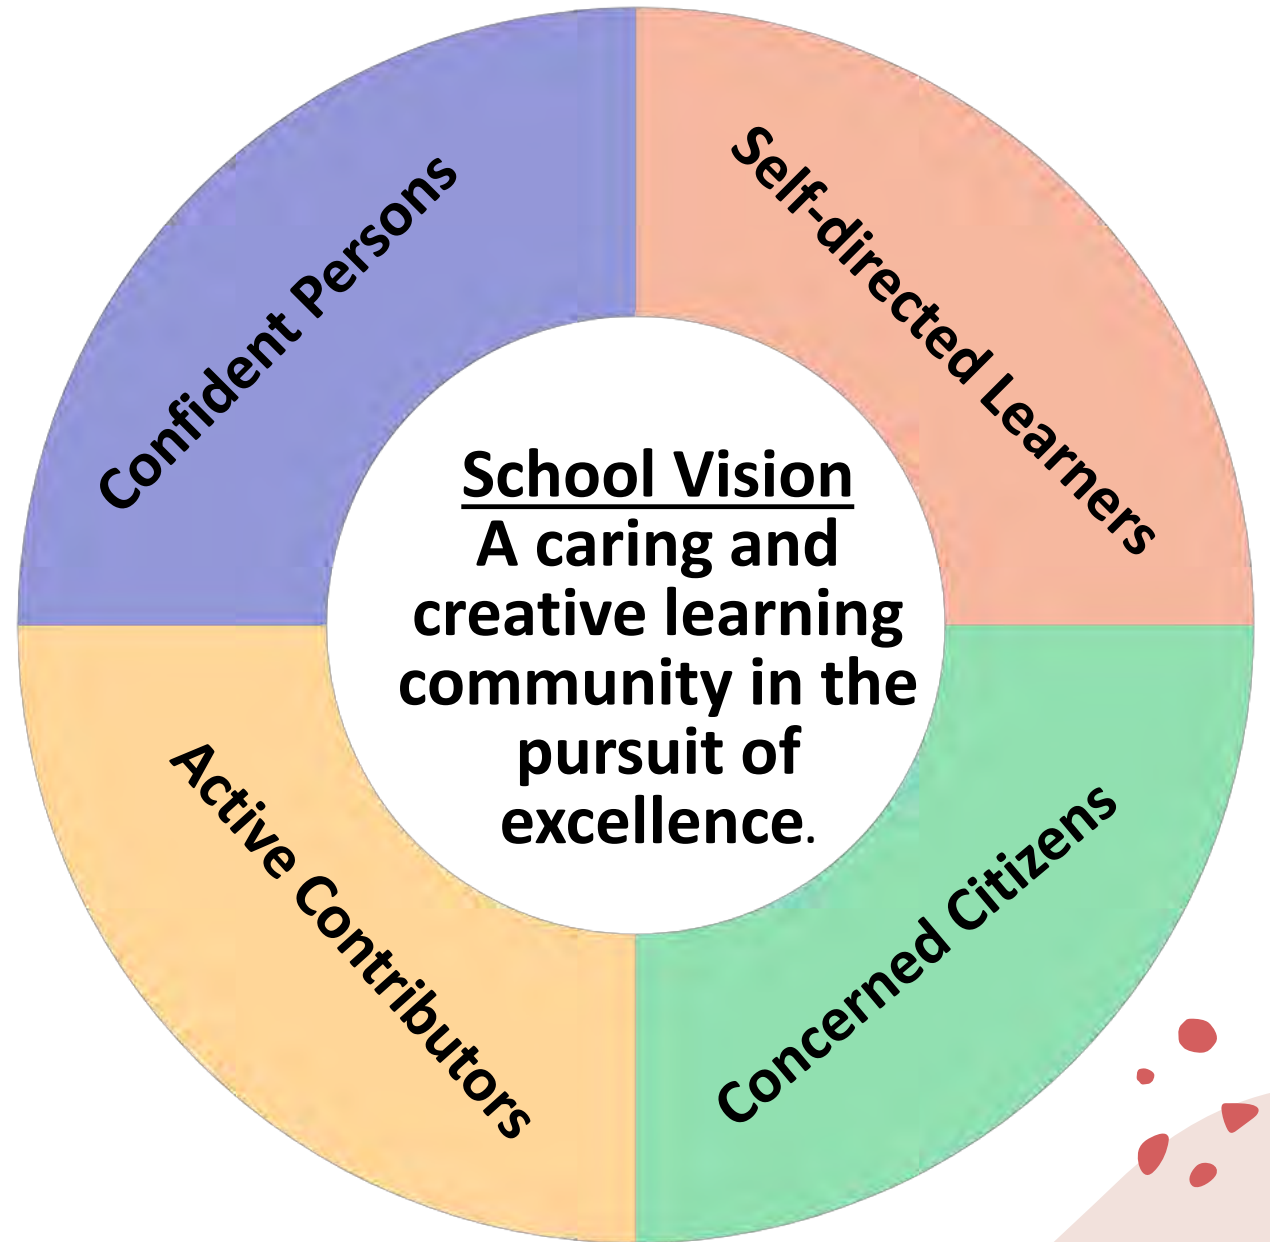 Confident Persons
Self-directed Learners
School Vision
A caring and
creative learning
community in the
pursuit of
excellence.
Active Contributors
Concerned Citizens